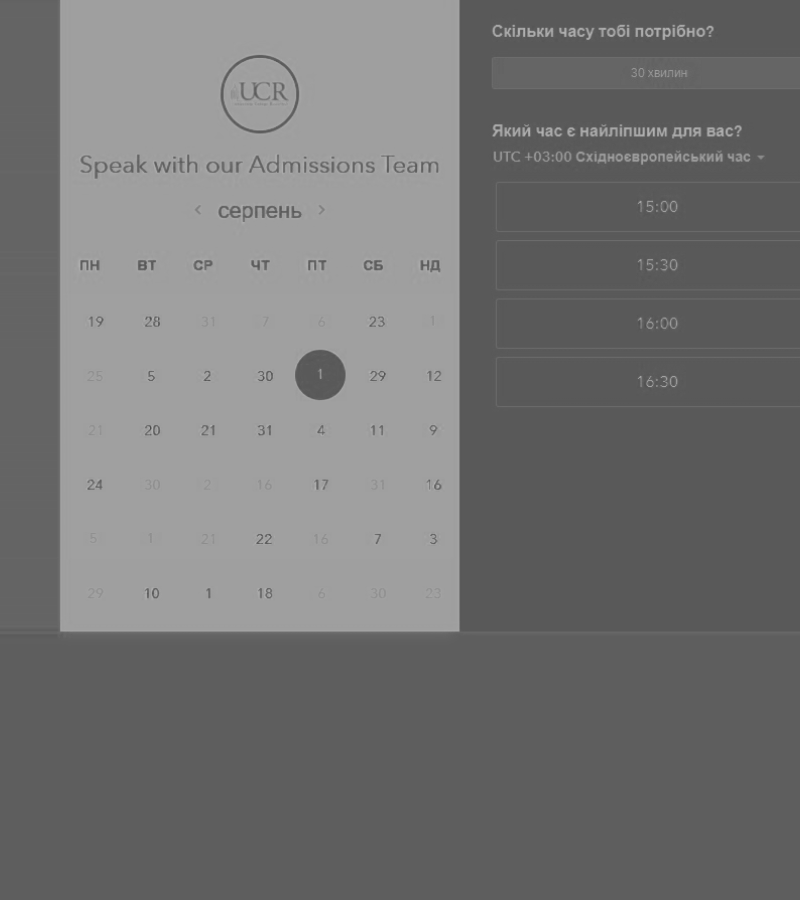 UCR
Speak with our Admissions Team
< серпень >
ПН ВТ СР ЧТ ПТ СБ НД
19 28 31 7 6 23 1
25 5 2 30 1 29 12
21 20 21 31 4 11 9
24 30 2 16 17 31 16
5 1 21 22 16 7 3
29 10 1 18 6 30 23
Скільки часу тобі потрібно?
30 хвилин
Який час є найліпшим для вас?
UTC +03:00 Східноєвропейський час
15:00
15:30
16:00
16:30